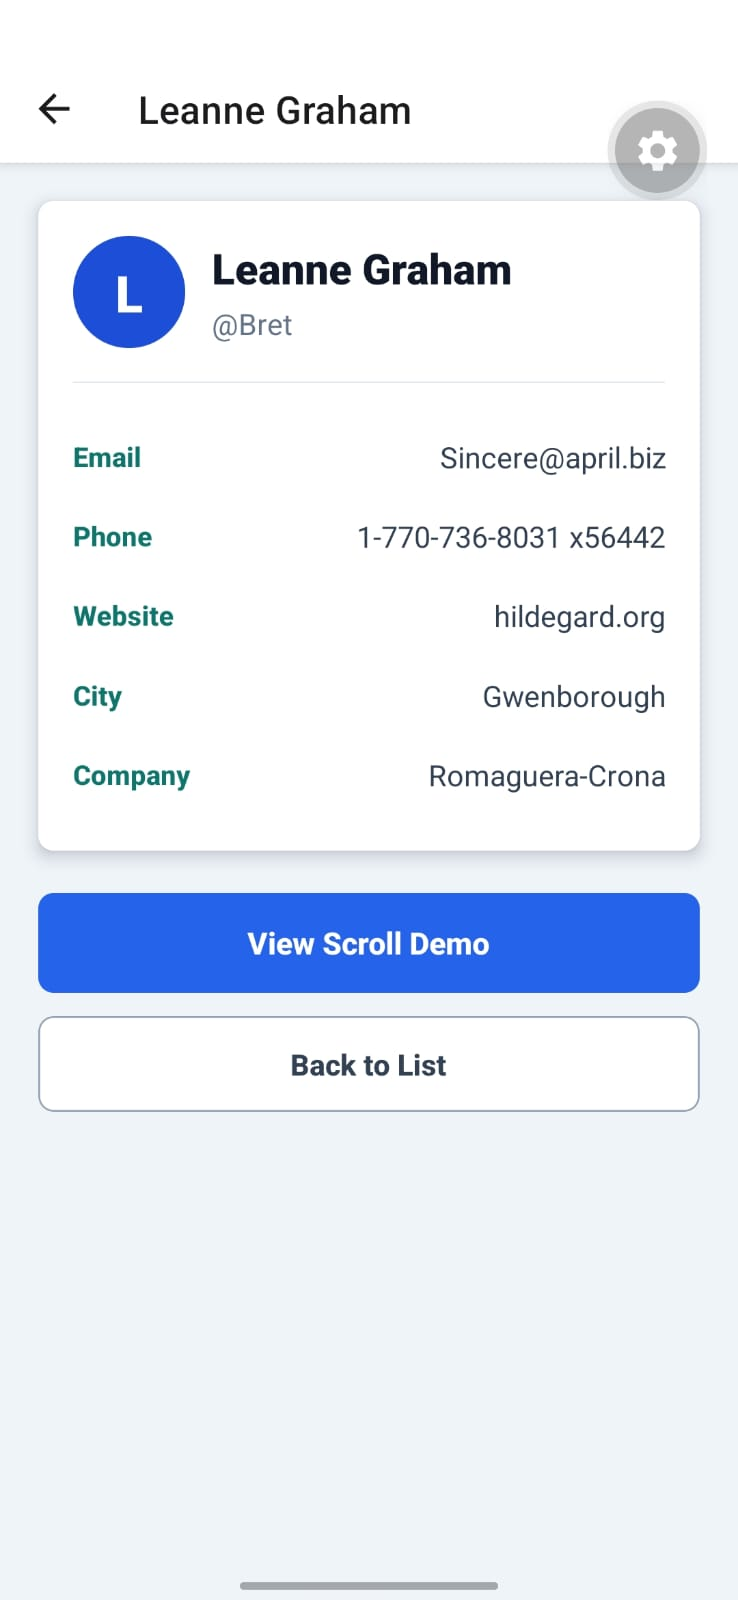 Leanne Graham
L
Leanne Graham
@Bret
Email Sincere@april.biz
Phone 1-770-736-8031 x56442
Website hildegard.org
City Gwenborough
Company Romaguera-Crona
View Scroll Demo
Back to List